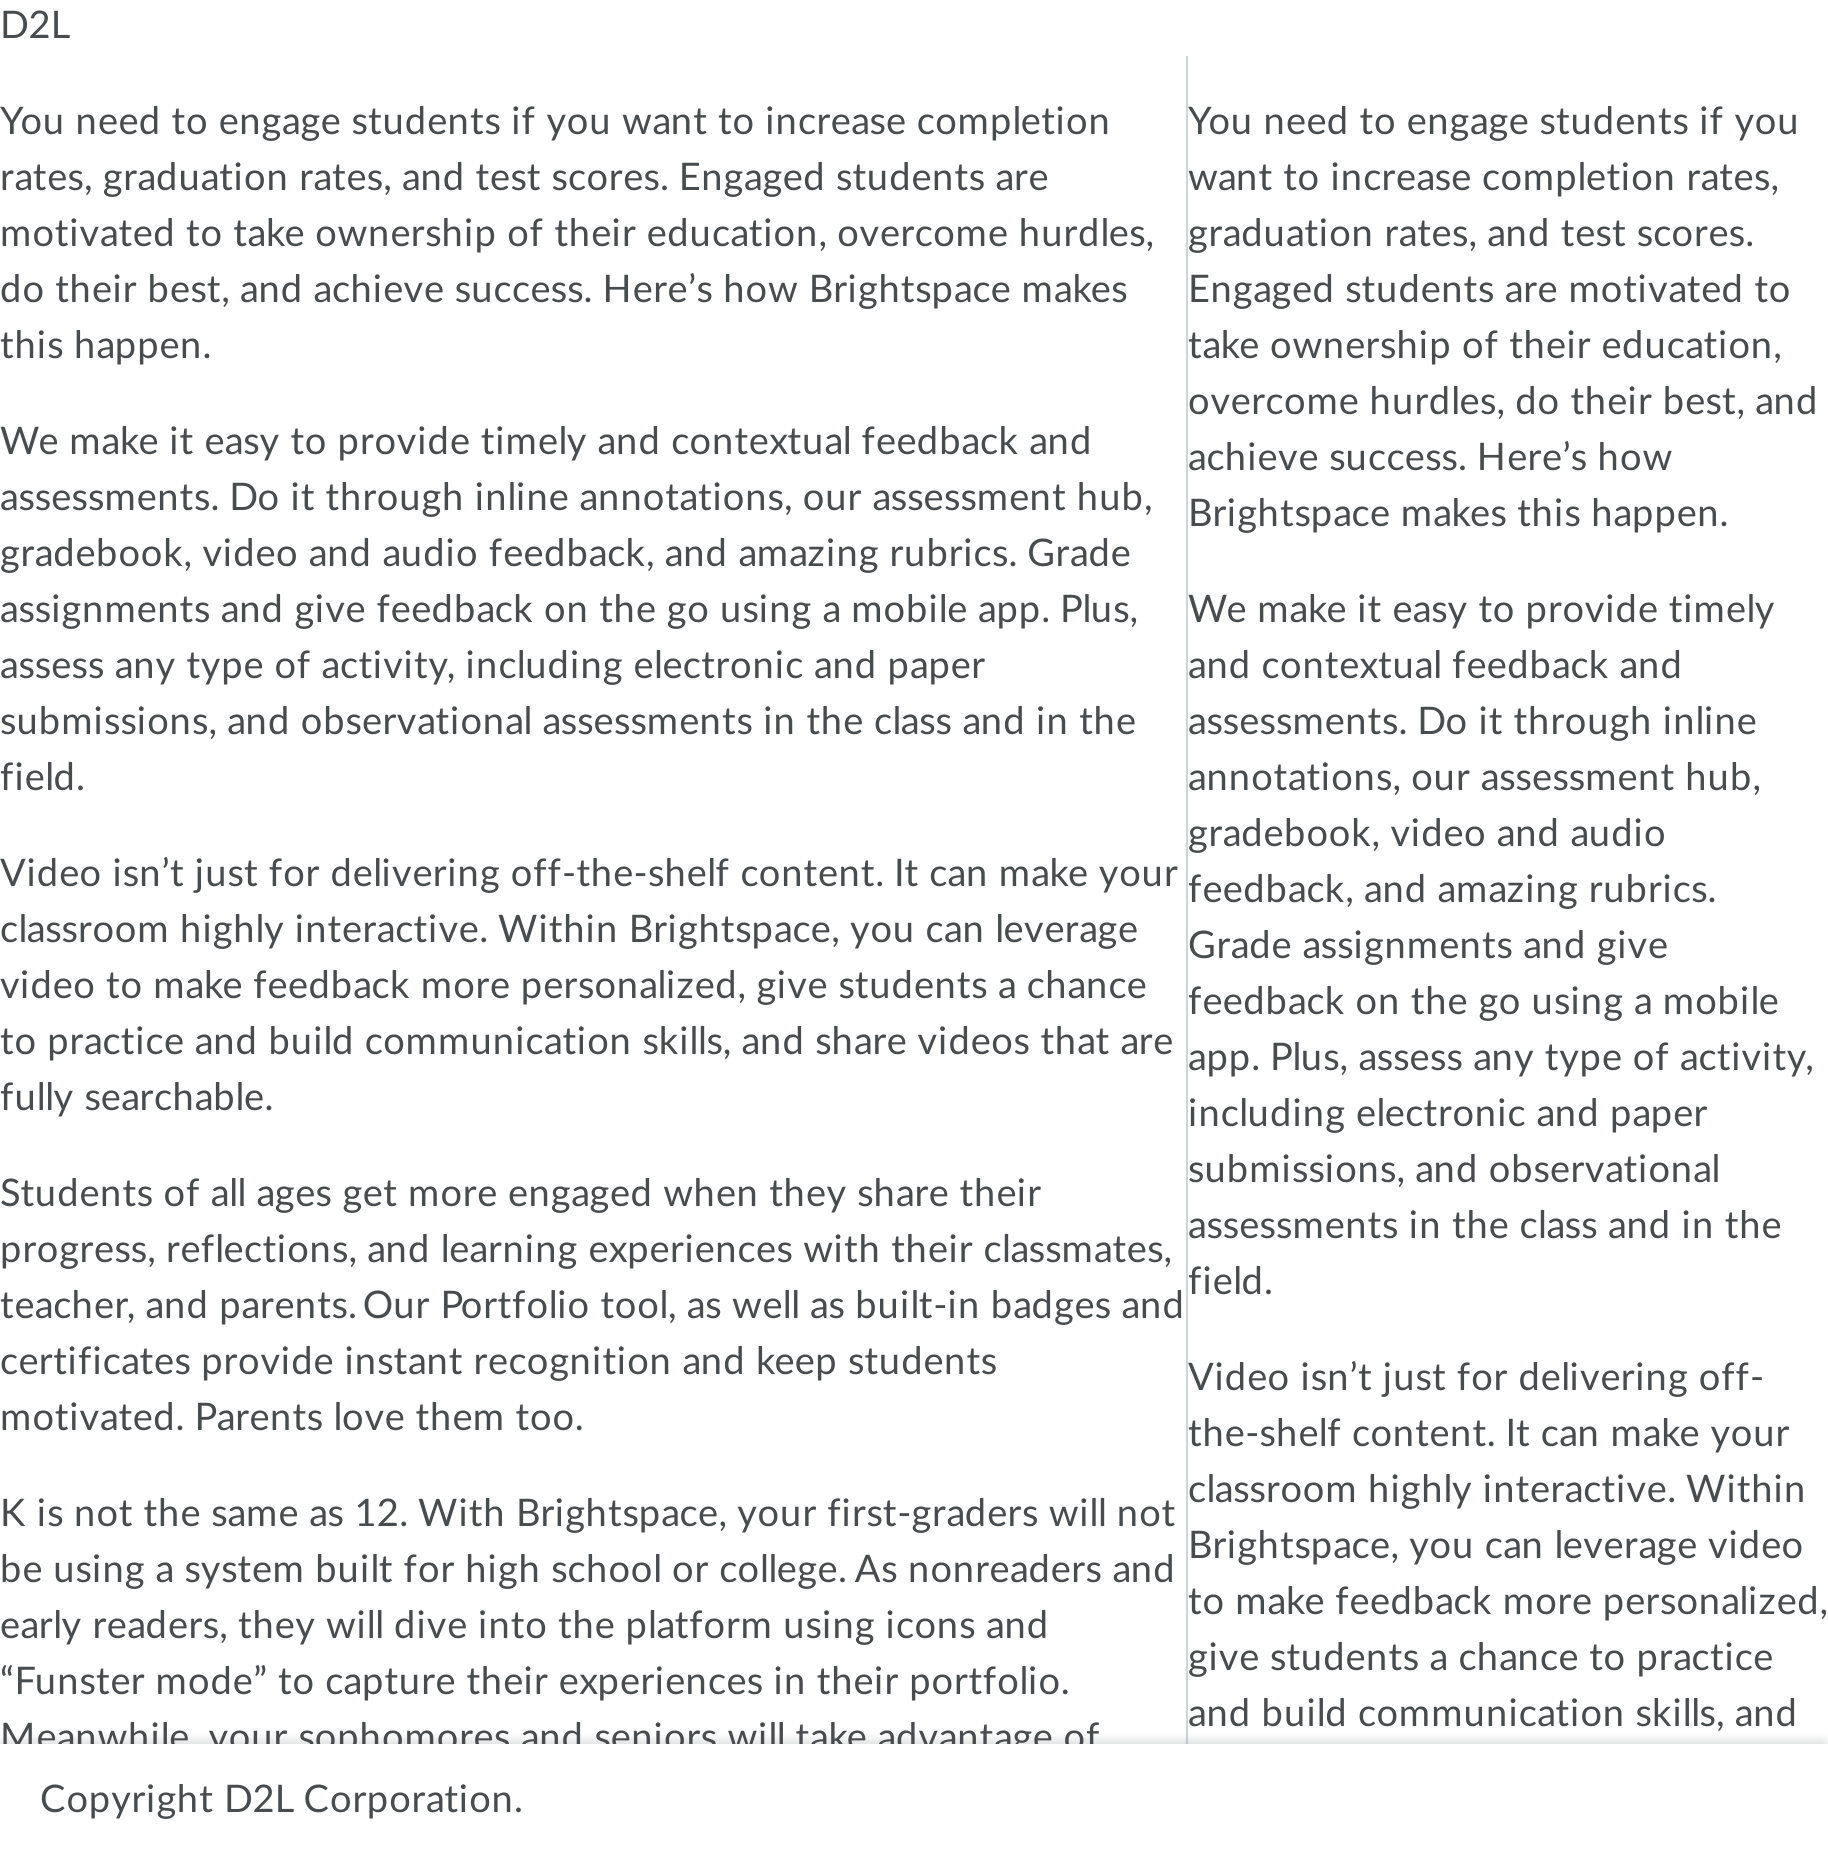 D2L
You need to engage students if you want to increase completion
rates, graduation rates, and test scores. Engaged students are
motivated to take ownership of their education, overcome hurdles,
do their best, and achieve success. Here’s how Brightspace makes
this happen.
We make it easy to provide timely and contextual feedback and
assessments. Do it through inline annotations, our assessment hub,
gradebook, video and audio feedback, and amazing rubrics. Grade
assignments and give feedback on the go using a mobile app. Plus,
assess any type of activity, including electronic and paper
submissions, and observational assessments in the class and in the
field.
Video isn’t just for delivering off-the-shelf content. It can make your
classroom highly interactive. Within Brightspace, you can leverage
video to make feedback more personalized, give students a chance
to practice and build communication skills, and share videos that are
fully searchable.
Students of all ages get more engaged when they share their
progress, reflections, and learning experiences with their classmates,
teacher, and parents. Our Portfolio tool, as well as built-in badges and
certificates provide instant recognition and keep students
motivated. Parents love them too.
K is not the same as 12. With Brightspace, your first-graders will not
be using a system built for high school or college. As nonreaders and
early readers, they will dive into the platform using icons and
“Funster mode” to capture their experiences in their portfolio.
Meanwhile, your sophomores and seniors will take advantage of
You need to engage students if you
want to increase completion rates,
graduation rates, and test scores.
Engaged students are motivated to
take ownership of their education,
overcome hurdles, do their best, and
achieve success. Here’s how
Brightspace makes this happen.
We make it easy to provide timely
and contextual feedback and
assessments. Do it through inline
annotations, our assessment hub,
gradebook, video and audio
feedback, and amazing rubrics.
Grade assignments and give
feedback on the go using a mobile
app. Plus, assess any type of activity,
including electronic and paper
submissions, and observational
assessments in the class and in the
field.
Video isn’t just for delivering off-
the-shelf content. It can make your
classroom highly interactive. Within
Brightspace, you can leverage video
to make feedback more personalized,
give students a chance to practice
and build communication skills, and
Copyright D2L Corporation.